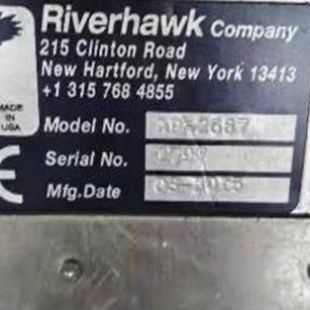 Riverhawk Company
215 Clinton Road
New Hartford, New York 13413
+1 315 768 4855
MADE
IN
USA
Model No.
Serial No.
CE
Mfg.Date